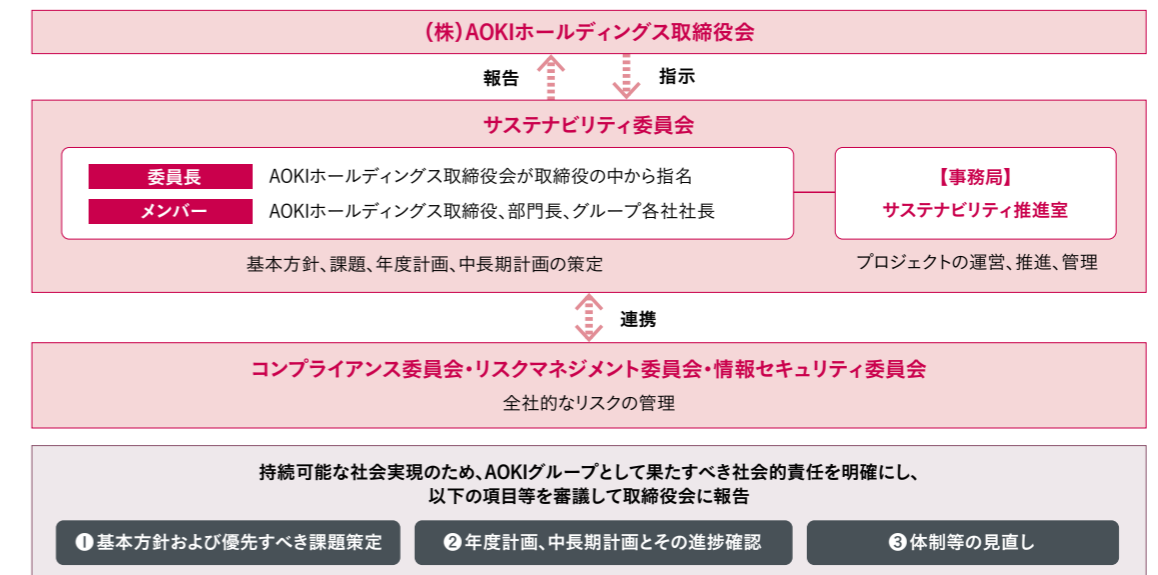 (株)AOKIホールディングス取締役会
報告
指示
サステナビリティ委員会
委員長
AOKIホールディングス取締役会が取締役の中から指名
メンバー
AOKIホールディングス取締役、部門長、グループ各社社長
【事務局】
サステナビリティ推進室
基本方針、課題、年度計画、中長期計画の策定
プロジェクトの運営、推進、管理
連携
コンプライアンス委員会・リスクマネジメント委員会・情報セキュリティ委員会
全社的なリスクの管理
持続可能な社会実現のため、AOKIグループとして果たすべき社会的責任を明確にし、
以下の項目等を審議して取締役会に報告
❶基本方針および優先すべき課題策定
❷年度計画、中長期計画とその進捗確認
❸体制等の見直し